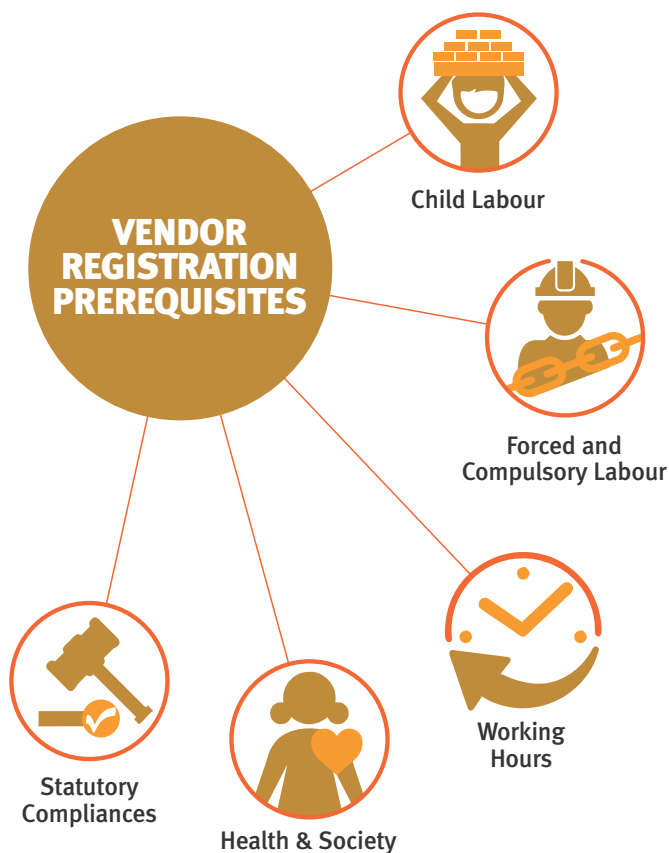 VENDOR
REGISTRATION
PREREQUISITES
Child Labour
Forced and
Compulsory Labour
Working
Hours
Health & Society
Statutory
Compliances